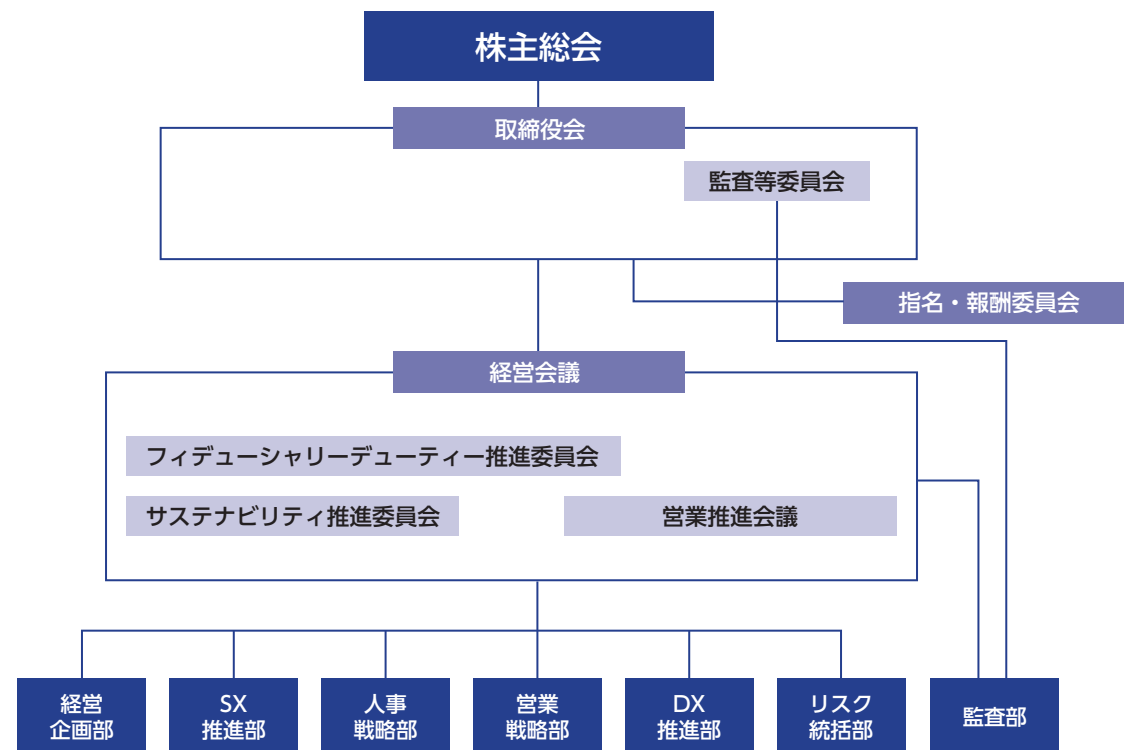 株主総会
取締役会
監査等委員会
指名・報酬委員会
経営会議
フィデューシャリーデューティー推進委員会
サステナビリティ推進委員会
営業推進会議
経営
企画部
SX
推進部
人事
戦略部
営業
戦略部
DX
推進部
リスク
統括部
監査部